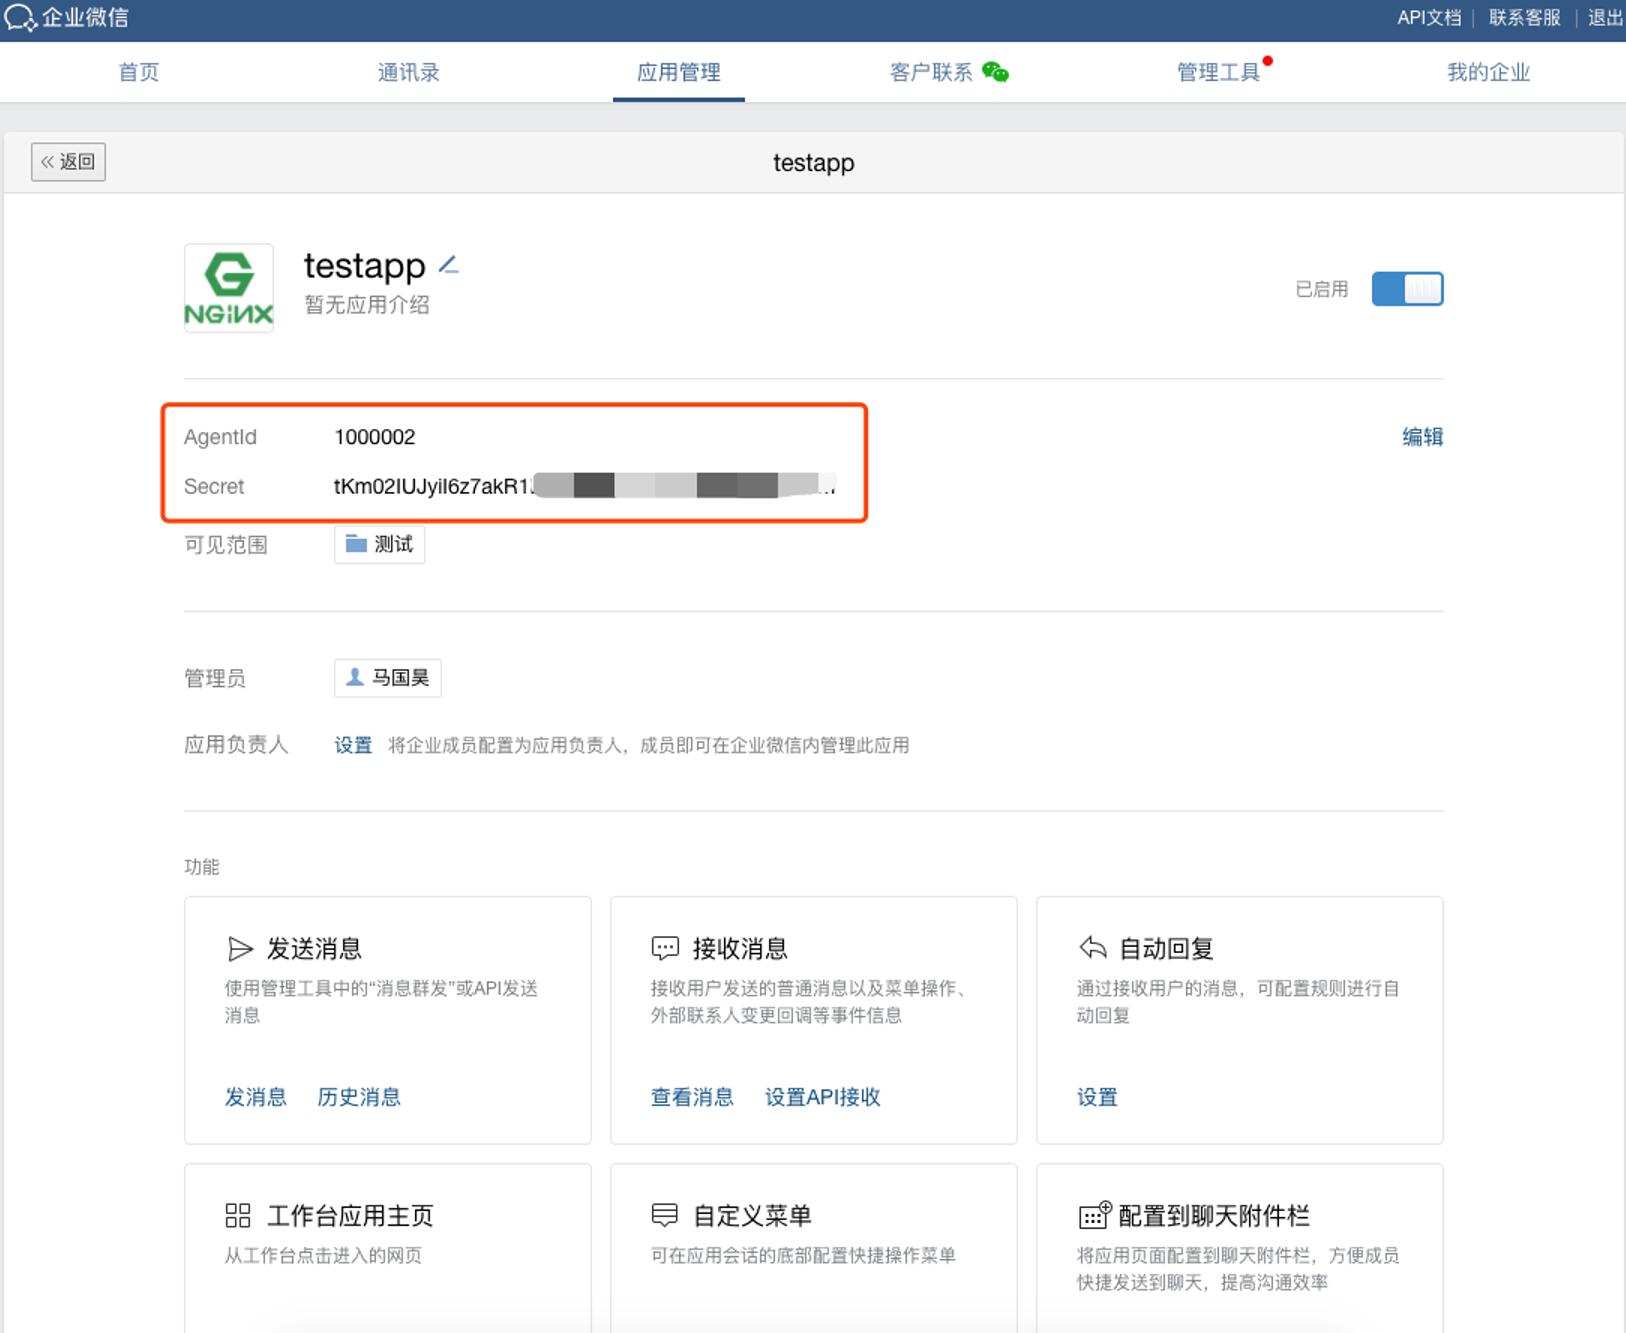 企业微信
API文档 | 联系客服 | 退出
首页 通讯录 应用管理 客户联系 管理工具 我的企业
« 返回
testapp
NGiNX
testapp
暂无应用介绍
已启用
AgentId 1000002
编辑
Secret tKm02IUJyiI6z7akR1
可见范围 测试
管理员 马国昊
应用负责人 设置 将企业成员配置为应用负责人，成员即可在企业微信内管理此应用
功能
发送消息
使用管理工具中的“消息群发”或API发送
消息
发消息 历史消息
接收消息
接收用户发送的普通消息以及菜单操作、
外部联系人变更回调等事件信息
查看消息 设置API接收
自动回复
通过接收用户的消息，可配置规则进行自
动回复
设置
工作台应用主页
从工作台点击进入的网页
自定义菜单
可在应用会话的底部配置快捷操作菜单
配置到聊天附件栏
将应用页面配置到聊天附件栏，方便成员
快捷发送到聊天，提高沟通效率